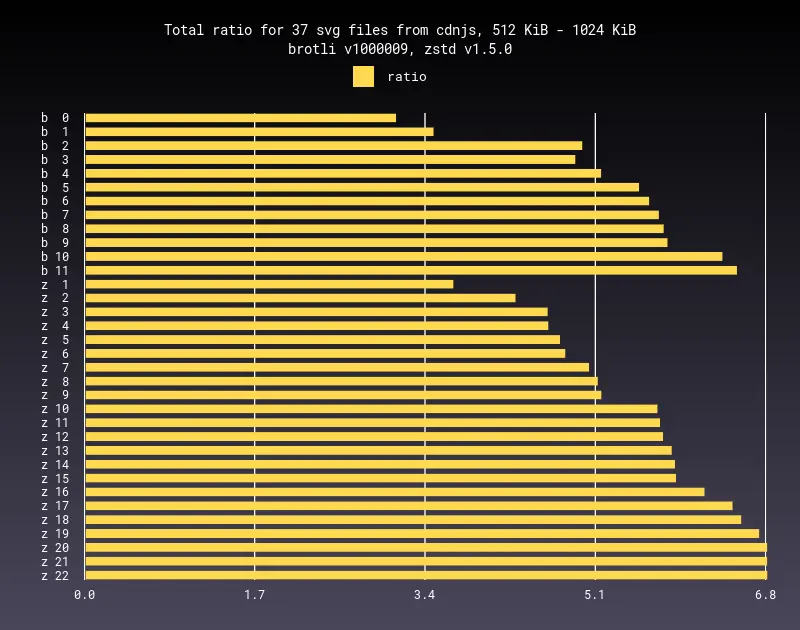 Total ratio for 37 svg files from cdnjs, 512 KiB - 1024 KiB
brotli v1000009, zstd v1.5.0
ratio
b 0
b 1
b 2
b 3
b 4
b 5
b 6
b 7
b 8
b 9
b 10
b 11
z 1
z 2
z 3
z 4
z 5
z 6
z 7
z 8
z 9
z 10
z 11
z 12
z 13
z 14
z 15
z 16
z 17
z 18
z 19
z 20
z 21
z 22
0.0 1.7 3.4 5.1 6.8